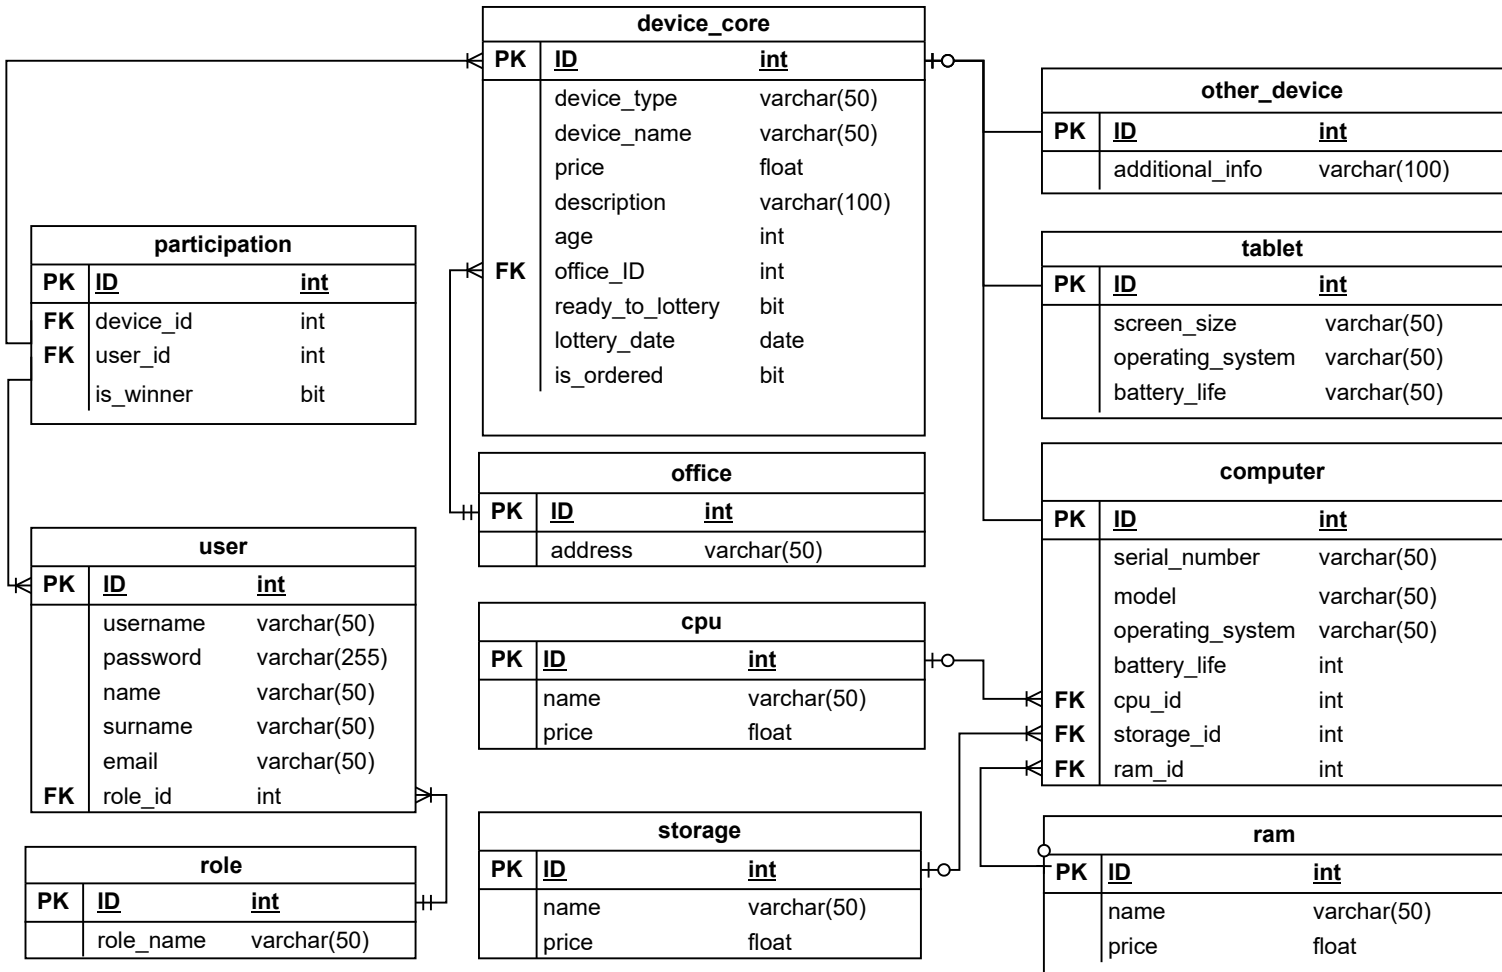 device_core
PK ID int
device_type varchar(50)
device_name varchar(50)
price float
description varchar(100)
age int
FK office_ID int
ready_to_lottery bit
lottery_date date
is_ordered bit
other_device
PK ID int
additional_info varchar(100)
participation
PK ID int
FK device_id int
FK user_id int
is_winner bit
tablet
PK ID int
screen_size varchar(50)
operating_system varchar(50)
battery_life varchar(50)
office
PK ID int
address varchar(50)
computer
PK ID int
serial_number varchar(50)
model varchar(50)
operating_system varchar(50)
battery_life int
FK cpu_id int
FK storage_id int
FK ram_id int
user
PK ID int
username varchar(50)
password varchar(255)
name varchar(50)
surname varchar(50)
email varchar(50)
FK role_id int
cpu
PK ID int
name varchar(50)
price float
storage
PK ID int
name varchar(50)
price float
ram
PK ID int
name varchar(50)
price float
role
PK ID int
role_name varchar(50)